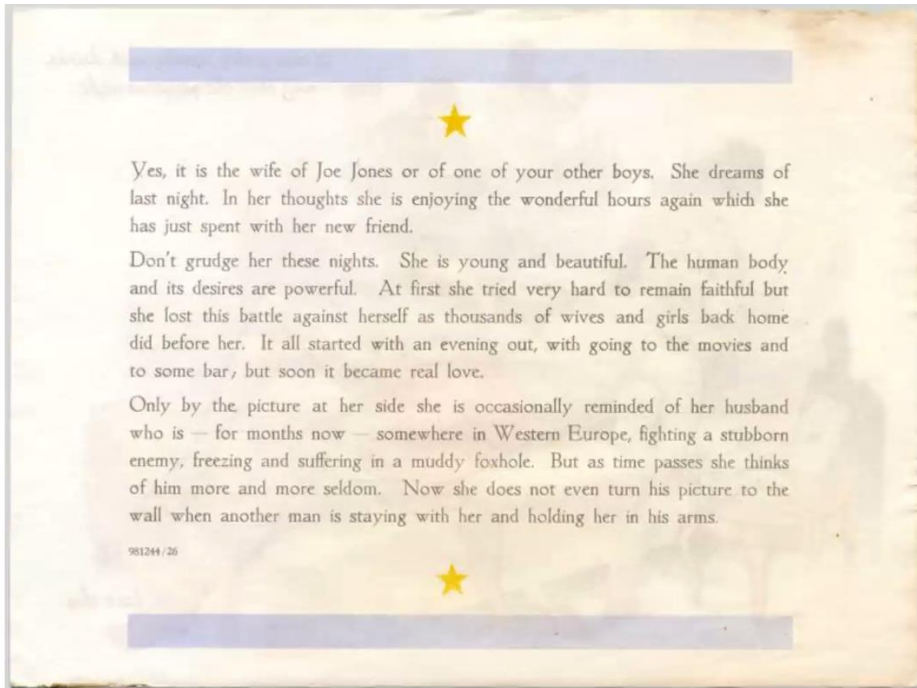 Yes, it is the wife of Joe Jones or of one of your other boys. She dreams of
last night. In her thoughts she is enjoying the wonderful hours again which she
has just spent with her new friend.
Don't grudge her these nights. She is young and beautiful. The human body
and its desires are powerful. At first she tried very hard to remain faithful but
she lost this battle against herself as thousands of wives and girls back home
did before her. It all started with an evening out, with going to the movies and
to some bar, but soon it became real love.
Only by the picture at her side she is occasionally reminded of her husband
who is — for months now — somewhere in Western Europe, fighting a stubborn
enemy, freezing and suffering in a muddy foxhole. But as time passes she thinks
of him more and more seldom. Now she does not even turn his picture to the
wall when another man is staying with her and holding her in his arms.
981244/26